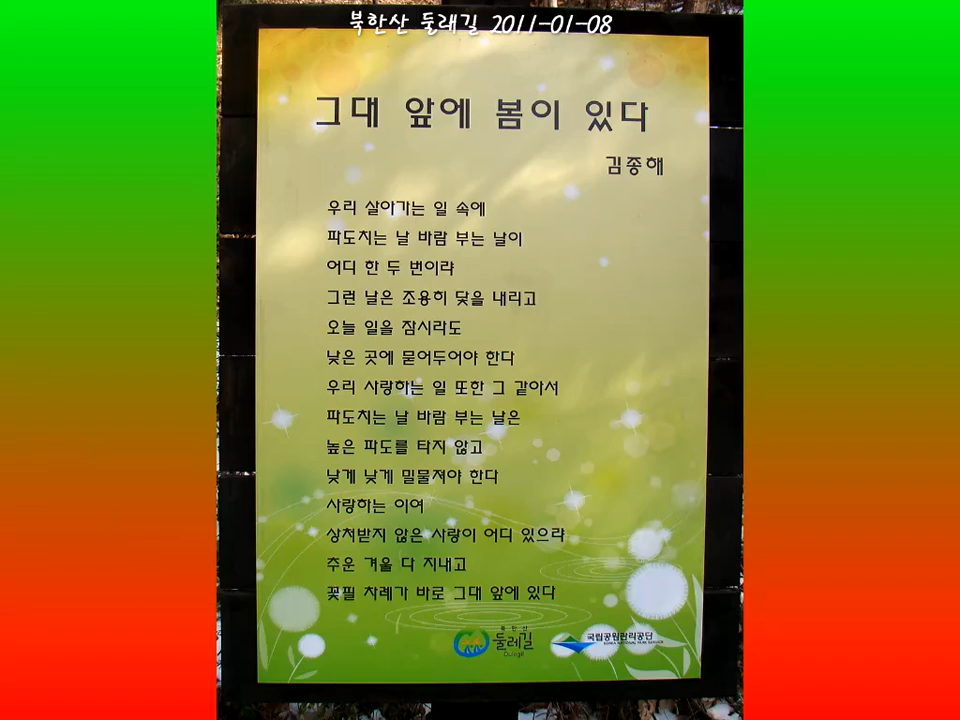 북한산 둘래길 2011-01-08
그대 앞에 봄이 있다
김종해
우리 살아가는 일 속에
파도치는 날 바람 부는 날이
어디 한 두 번이랴
그런 날은 조용히 닻을 내리고
오늘 일을 잠시라도
낮은 곳에 묻어두어야 한다
우리 사랑하는 일 또한 그 같아서
파도치는 날 바람 부는 날은
높은 파도를 타지 않고
낮게 낮게 밀물져야 한다
사랑하는 이여
상처받지 않은 사랑이 어디 있으랴
추운 겨울 다 지내고
꽃필 차례가 바로 그대 앞에 있다
북한산
둘레길
Dulegil
국립공원관리공단
KOREA NATIONAL PARK SERVICE